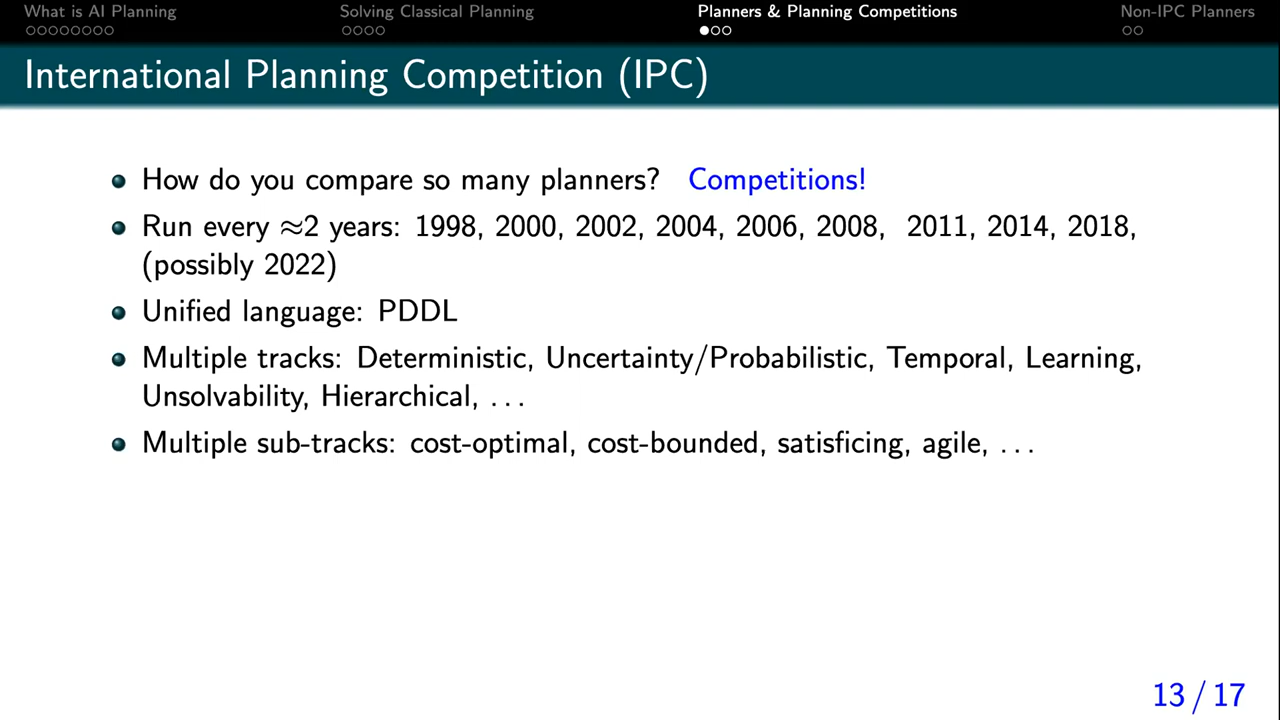 What is AI Planning
Solving Classical Planning
Planners & Planning Competitions
Non-IPC Planners
International Planning Competition (IPC)
How do you compare so many planners? Competitions!
Run every ≈2 years: 1998, 2000, 2002, 2004, 2006, 2008, 2011, 2014, 2018,
(possibly 2022)
Unified language: PDDL
Multiple tracks: Deterministic, Uncertainty/Probabilistic, Temporal, Learning,
Unsolvability, Hierarchical, ...
Multiple sub-tracks: cost-optimal, cost-bounded, satisficing, agile, ...
13 / 17